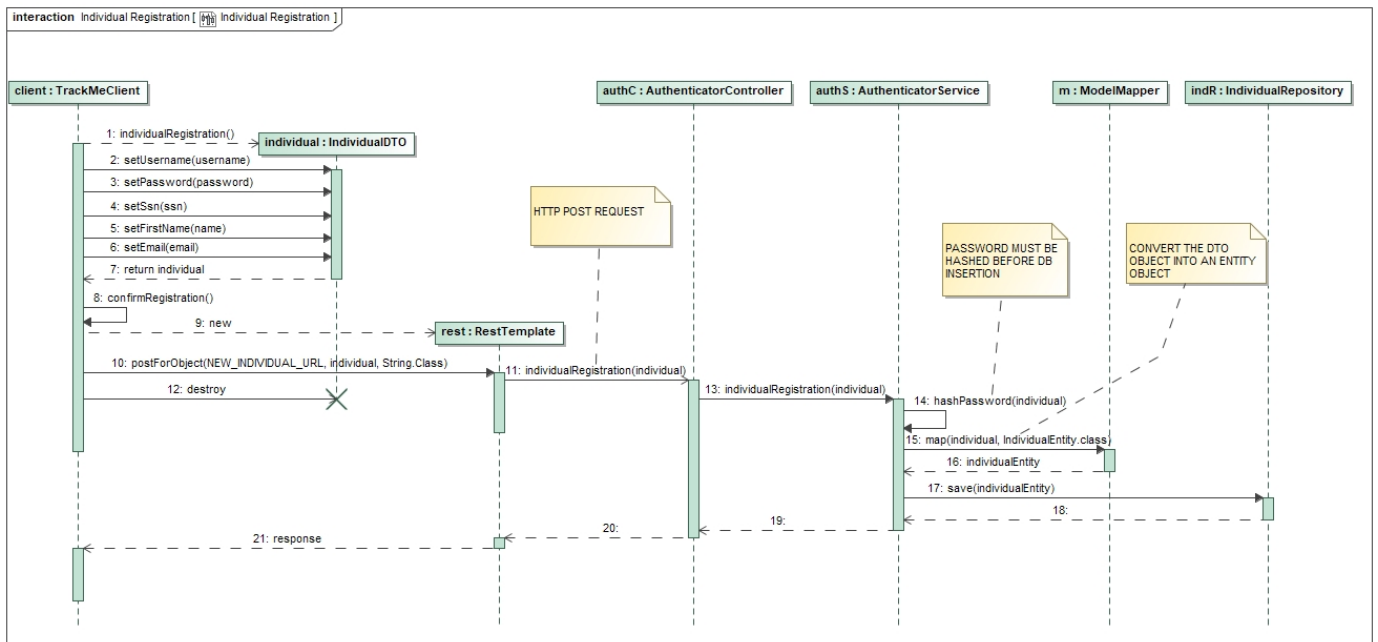 interaction Individual Registration [ Individual Registration ]
client : TrackMeClient
authC : AuthenticatorController
authS : AuthenticatorService
m : ModelMapper
indR : IndividualRepository
1: individualRegistration()
individual : IndividualDTO
2: setUsername(username)
3: setPassword(password)
4: setSsn(ssn)
5: setFirstName(name)
6: setEmail(email)
7: return individual
HTTP POST REQUEST
PASSWORD MUST BE
HASHED BEFORE DB
INSERTION
CONVERT THE DTO
OBJECT INTO AN ENTITY
OBJECT
8: confirmRegistration()
9: new
rest : RestTemplate
10: postForObject(NEW_INDIVIDUAL_URL, individual, String.Class)
11: individualRegistration(individual)
12: destroy
13: individualRegistration(individual)
14: hashPassword(individual)
15: map(individual, IndividualEntity.class)
16: individualEntity
17: save(individualEntity)
18:
19:
20:
21: response